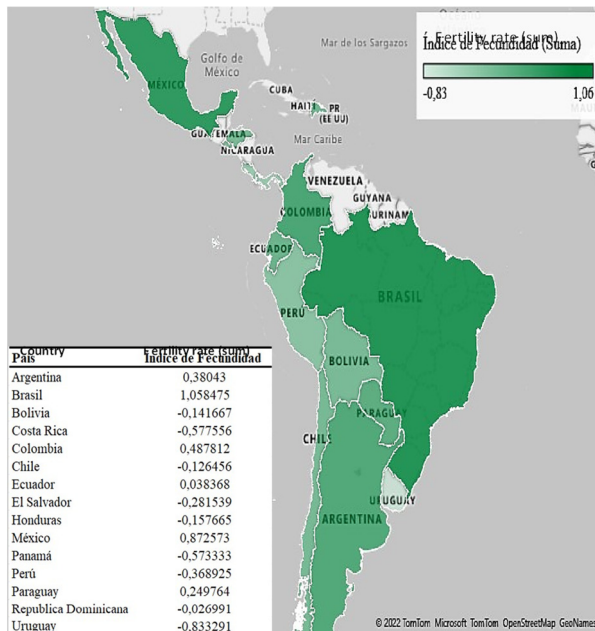 Golfo de
México
Mar de los Sargazos
Fertility rate (sum)
Índice de Fecundidad (Suma)
-0,83
1,06
MÉXICO
CUBA
HAITÍ
PR
(EE UU)
GUATEMALA
Mar Caribe
NICARAGUA
VENEZUELA
GUYANA
SURINAM
COLOMBIA
ECUADOR
BRASIL
PERÚ
BOLIVIA
PARAGUAY
CHILE
URUGUAY
ARGENTINA
Country Fertility rate (sum)
País Índice de Fecundidad
Argentina 0,38043
Brasil 1,058475
Bolivia -0,141667
Costa Rica -0,577556
Colombia 0,487812
Chile -0,126456
Ecuador 0,038368
El Salvador -0,281539
Honduras -0,157665
México 0,872573
Panamá -0,573333
Perú -0,368925
Paraguay 0,249764
Republica Dominicana -0,026991
Uruguay -0,833291
© 2022 TomTom Microsoft TomTom OpenStreetMap GeoNames